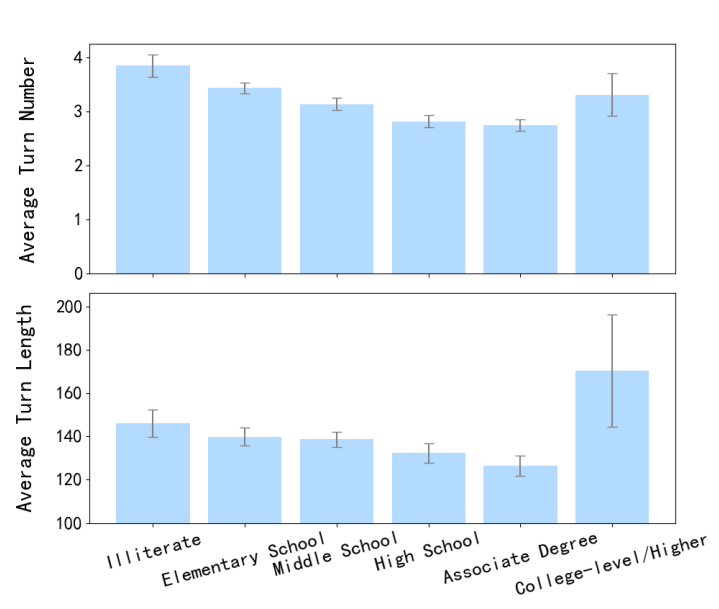 Average Turn Number
4
3
2
1
0
Average Turn Length
200
180
160
140
120
100
Illiterate
Elementary School
Middle School
High School
Associate Degree
College-level/Higher